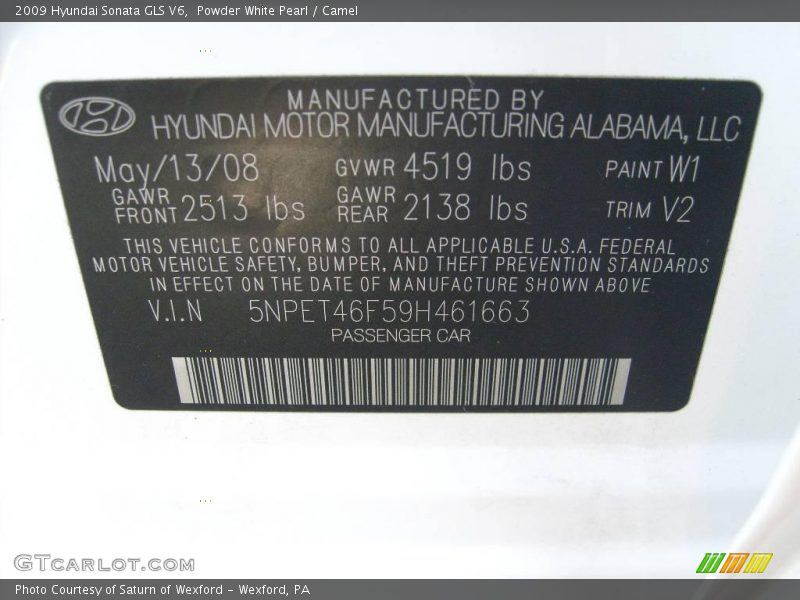 2009 Hyundai Sonata GLS V6,  Powder White Pearl / Camel
MANUFACTURED BY
HYUNDAI MOTOR MANUFACTURING ALABAMA, LLC
May/13/08 GVWR 4519 lbs PAINT W1
GAWR FRONT 2513 lbs GAWR REAR 2138 lbs TRIM V2
THIS VEHICLE CONFORMS TO ALL APPLICABLE U.S.A. FEDERAL
MOTOR VEHICLE SAFETY, BUMPER, AND THEFT PREVENTION STANDARDS
IN EFFECT ON THE DATE OF MANUFACTURE SHOWN ABOVE
V.I.N 5NPET46F59H461663
PASSENGER CAR
GTCARLOT.COM
Photo Courtesy of Saturn of Wexford - Wexford, PA